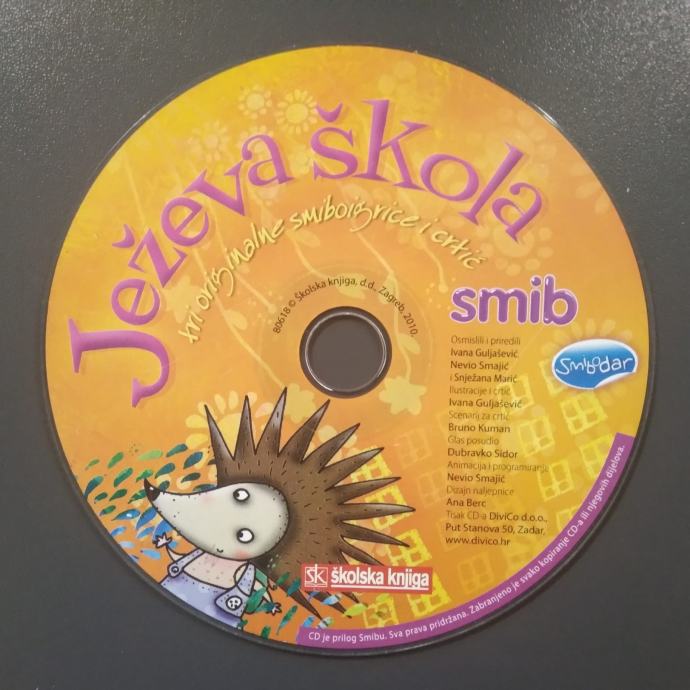 Ježeva škola
tri originalne smiboigrice i crtić
80618 © Školska knjiga, d.d., Zagreb, 2010.
smib
Smibodar
Osmislili i priredili
Ivana Guljašević
Nevio Smajić
i Snježana Marić
Ilustracije i crtić
Ivana Guljašević
Scenarij za crtić
Bruno Kuman
Glas posudio
Dubravko Sidor
Animacija i programiranje
Nevio Smajić
Dizajn naljepnice
Ana Berc
Tisak CD-a DiviCo d.o.o.,
Put Stanova 50, Zadar,
www.divico.hr
ŠK školska knjiga
CD je prilog Smibu. Sva prava pridržana. Zabranjeno je svako kopiranje CD-a ili njegovih dijelova.